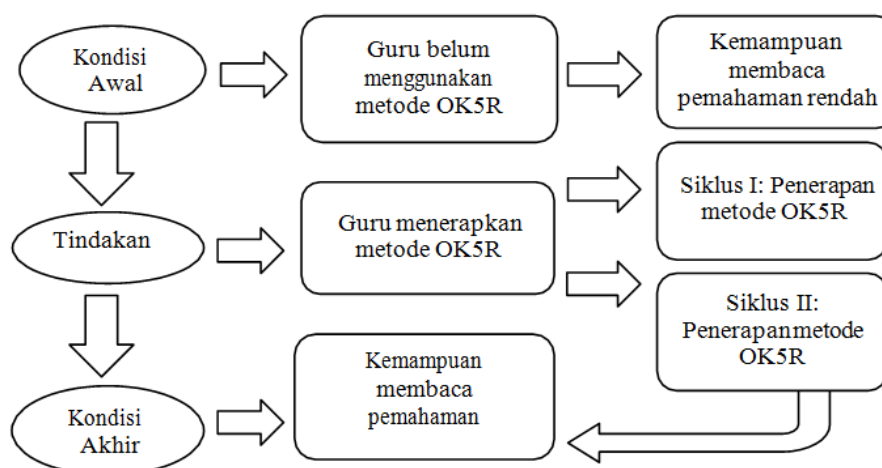 Kondisi
Awal
Guru belum
menggunakan
metode OK5R
Kemampuan
membaca
pemahaman rendah
Tindakan
Guru menerapkan
metode OK5R
Siklus I: Penerapan
metode OK5R
Siklus II:
Penerapan metode
OK5R
Kondisi
Akhir
Kemampuan
membaca
pemahaman